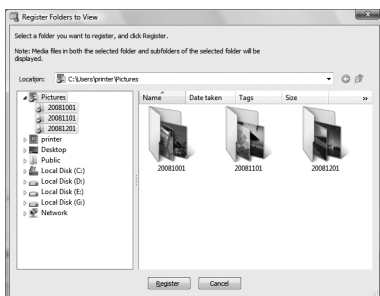 Register Folders to View
Select a folder you want to register, and click Register.
Note: Media files in both the selected folder and subfolders of the selected folder will be
displayed.
Location: C:\Users\printer\Pictures
Pictures
20081001
20081101
20081201
printer
Desktop
Public
Local Disk (C:)
Local Disk (D:)
Local Disk (E:)
Local Disk (G:)
Network
Name Date taken Tags Size »
20081001 20081101 20081201
Register Cancel